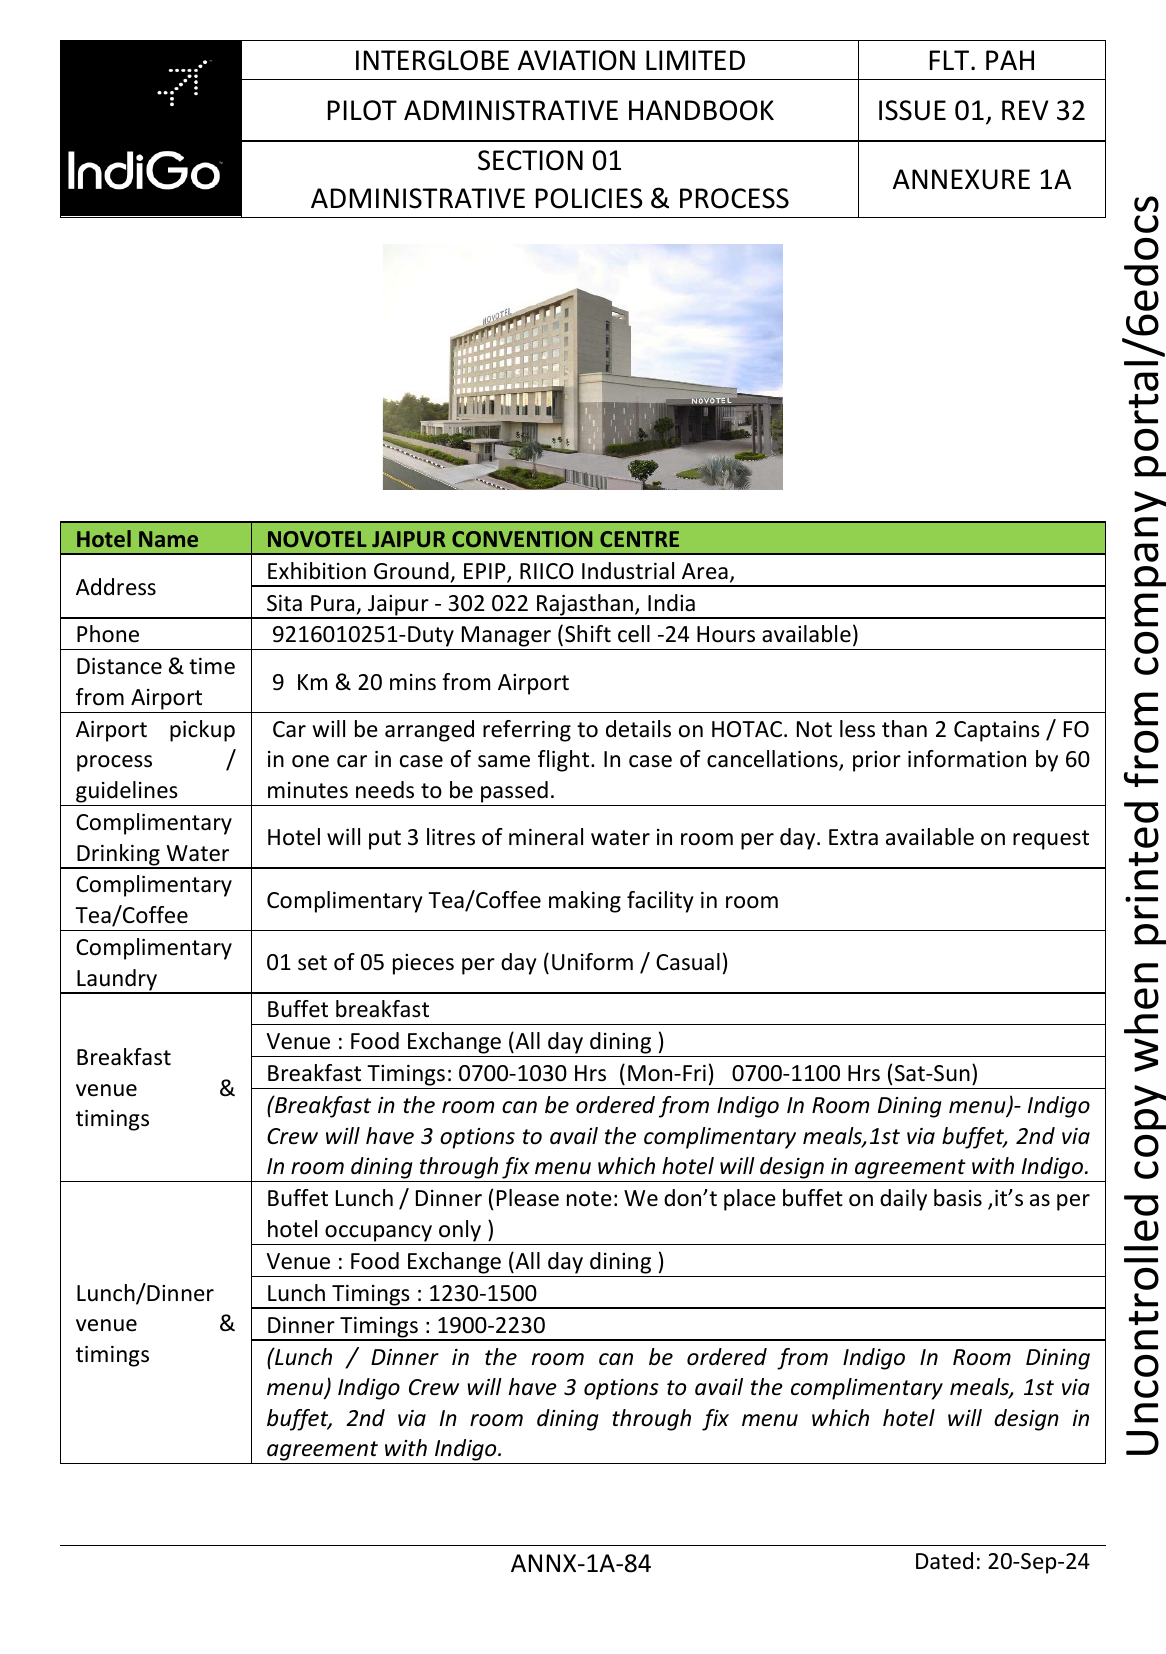 INTERGLOBE AVIATION LIMITED
FLT. PAH
PILOT ADMINISTRATIVE HANDBOOK
ISSUE 01, REV 32
IndiGo
SECTION 01
ADMINISTRATIVE POLICIES & PROCESS
ANNEXURE 1A
NOVOTEL
NOVOTEL
Hotel Name
NOVOTEL JAIPUR CONVENTION CENTRE
Address
Exhibition Ground, EPIP, RIICO Industrial Area,
Sita Pura, Jaipur - 302 022 Rajasthan, India
Phone
9216010251-Duty Manager (Shift cell -24 Hours available)
Distance & time
from Airport
9 Km & 20 mins from Airport
Airport pickup
process /
guidelines
Car will be arranged referring to details on HOTAC. Not less than 2 Captains / FO
in one car in case of same flight. In case of cancellations, prior information by 60
minutes needs to be passed.
Complimentary
Drinking Water
Hotel will put 3 litres of mineral water in room per day. Extra available on request
Complimentary
Tea/Coffee
Complimentary Tea/Coffee making facility in room
Complimentary
Laundry
01 set of 05 pieces per day (Uniform / Casual)
Breakfast
venue &
timings
Buffet breakfast
Venue : Food Exchange (All day dining )
Breakfast Timings: 0700-1030 Hrs (Mon-Fri) 0700-1100 Hrs (Sat-Sun)
(Breakfast in the room can be ordered from Indigo In Room Dining menu)- Indigo
Crew will have 3 options to avail the complimentary meals,1st via buffet, 2nd via
In room dining through fix menu which hotel will design in agreement with Indigo.
Lunch/Dinner
venue &
timings
Buffet Lunch / Dinner (Please note: We don’t place buffet on daily basis ,it’s as per
hotel occupancy only )
Venue : Food Exchange (All day dining )
Lunch Timings : 1230-1500
Dinner Timings : 1900-2230
(Lunch / Dinner in the room can be ordered from Indigo In Room Dining
menu) Indigo Crew will have 3 options to avail the complimentary meals, 1st via
buffet, 2nd via In room dining through fix menu which hotel will design in
agreement with Indigo.
ANNX-1A-84
Dated: 20-Sep-24
Uncontrolled copy when printed from company portal/6edocs